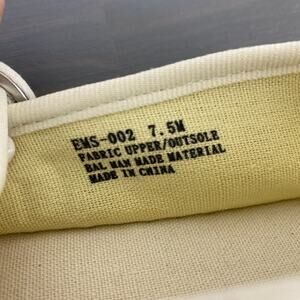 EMS-002 7.5M
FABRIC UPPER/OUTSOLE
BAL MAN MADE MATERIAL
MADE IN CHINA